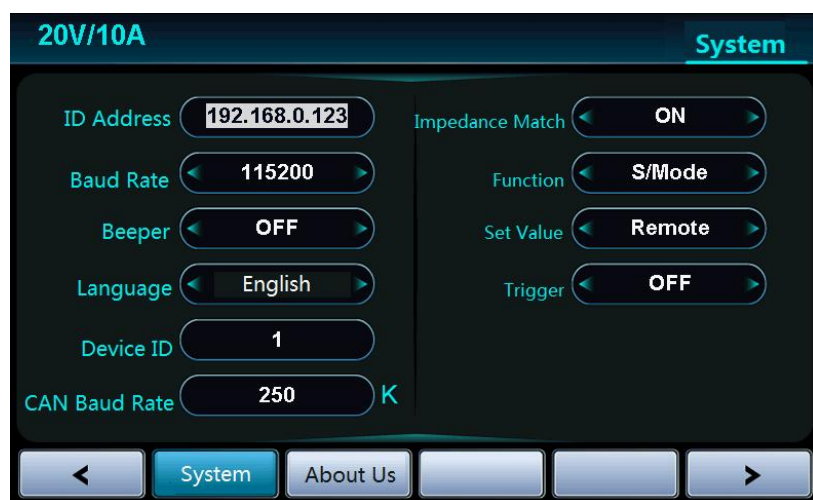 20V/10A
System
ID Address 192.168.0.123
Baud Rate 115200
Beeper OFF
Language English
Device ID 1
CAN Baud Rate 250 K
Impedance Match ON
Function S/Mode
Set Value Remote
Trigger OFF
< System About Us >